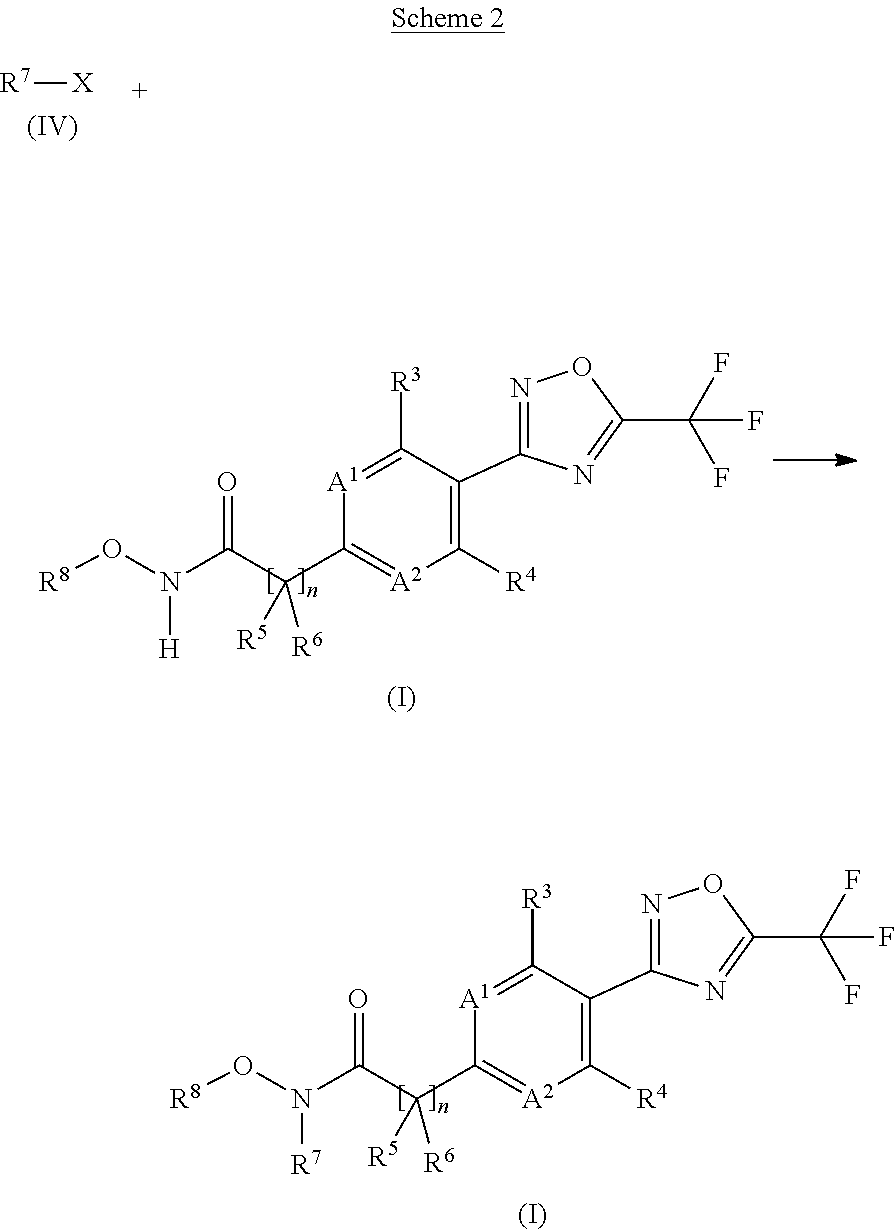 Scheme 2
R⁷—X +
(IV)
R³ N O F
A¹ F
O N F
R⁸ O N [ ]n A² R⁴
H R⁵ R⁶
(I)
R³ N O F
A¹ F
O N F
R⁸ O N [ ]n A² R⁴
R⁷ R⁵ R⁶
(I)